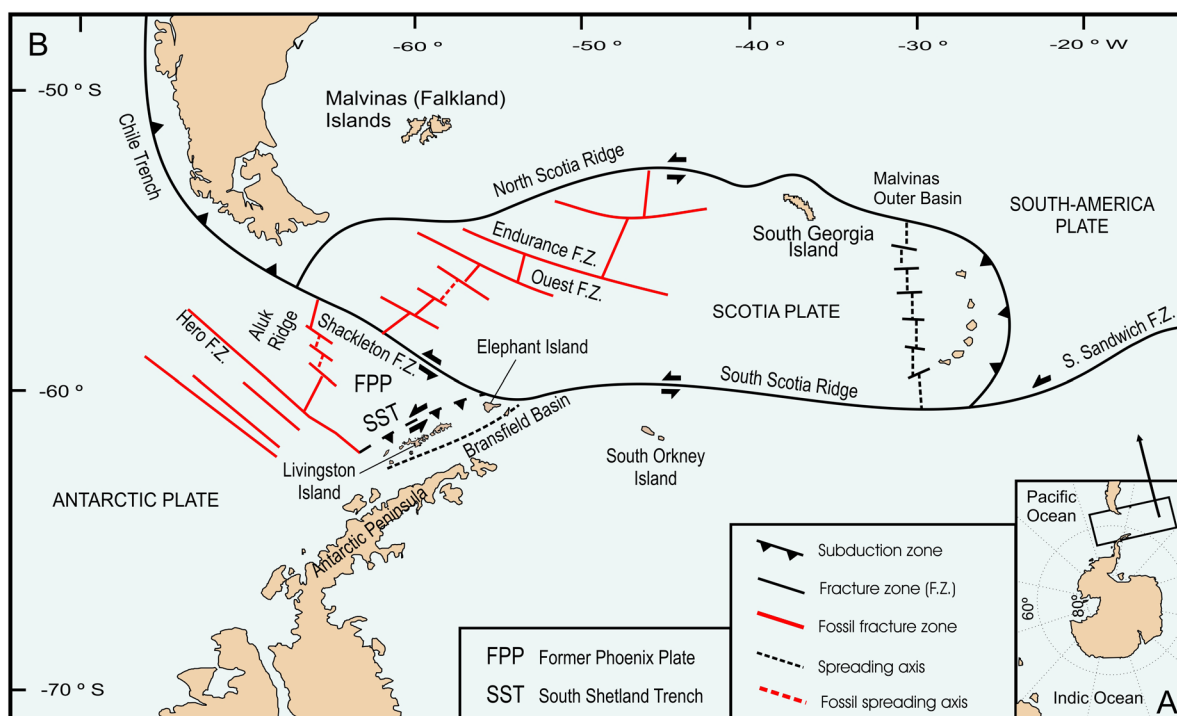 B
V
-60 º
-50 º
-40 º
-30 º
-20 º W
-50 º S
-60 º
-70 º S
Chile Trench
Malvinas (Falkland)
Islands
North Scotia Ridge
Malvinas
Outer Basin
SOUTH-AMERICA
PLATE
South Georgia
Island
Endurance F.Z.
Ouest F.Z.
SCOTIA PLATE
Hero F.Z.
Aluk
Ridge
Shackleton F.Z.
Elephant Island
FPP
SST
South Scotia Ridge
S. Sandwich F.Z.
Bransfield Basin
Livingston
Island
South Orkney
Island
ANTARCTIC PLATE
Antarctic Peninsula
FPP Former Phoenix Plate
SST South Shetland Trench
Subduction zone
Fracture zone (F.Z.)
Fossil fracture zone
Spreading axis
Fossil spreading axis
Pacific
Ocean
60º
80º
Indic Ocean
A